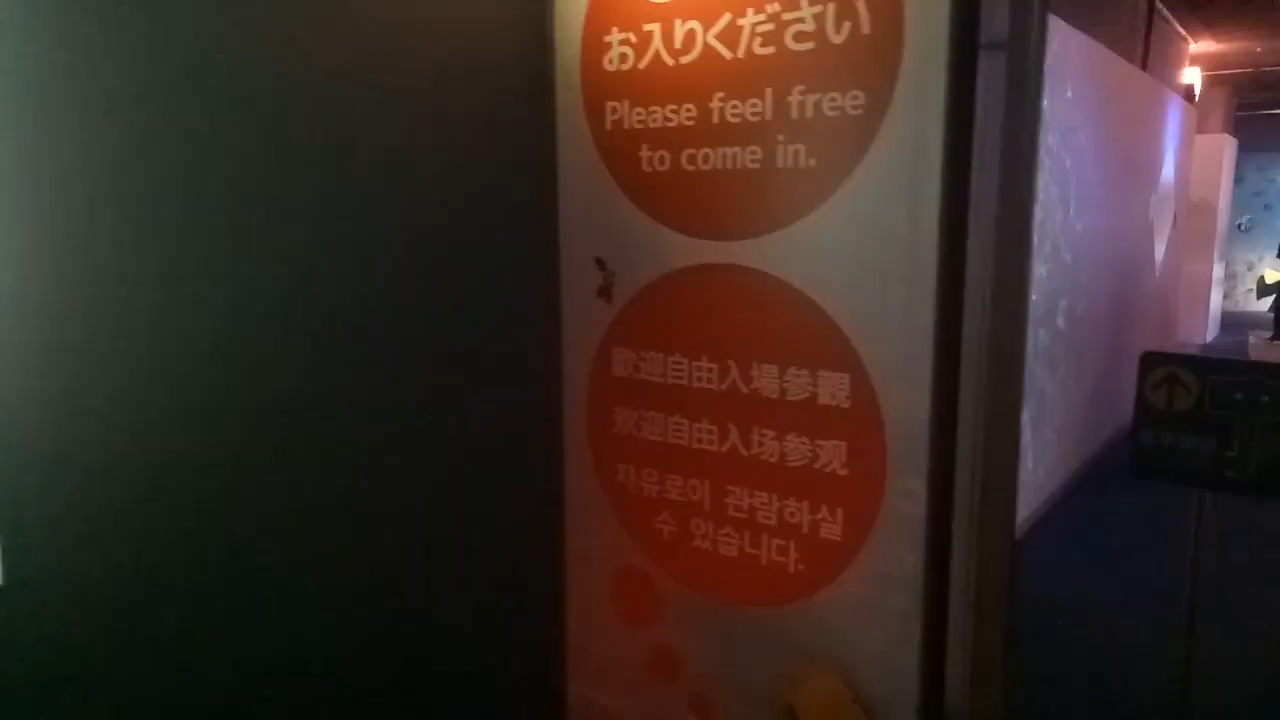 お入りください
Please feel free
to come in.
歡迎自由入場參觀
欢迎自由入场参观
자유로이 관람하실
수 있습니다.